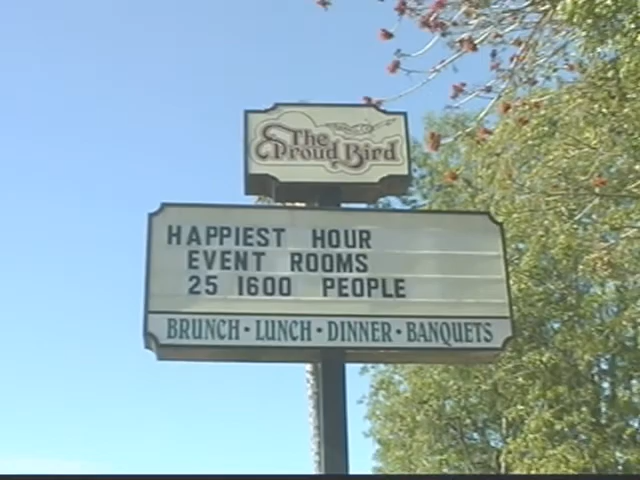 The
Proud Bird
HAPPIEST HOUR
EVENT ROOMS
25 1600 PEOPLE
BRUNCH • LUNCH • DINNER • BANQUETS